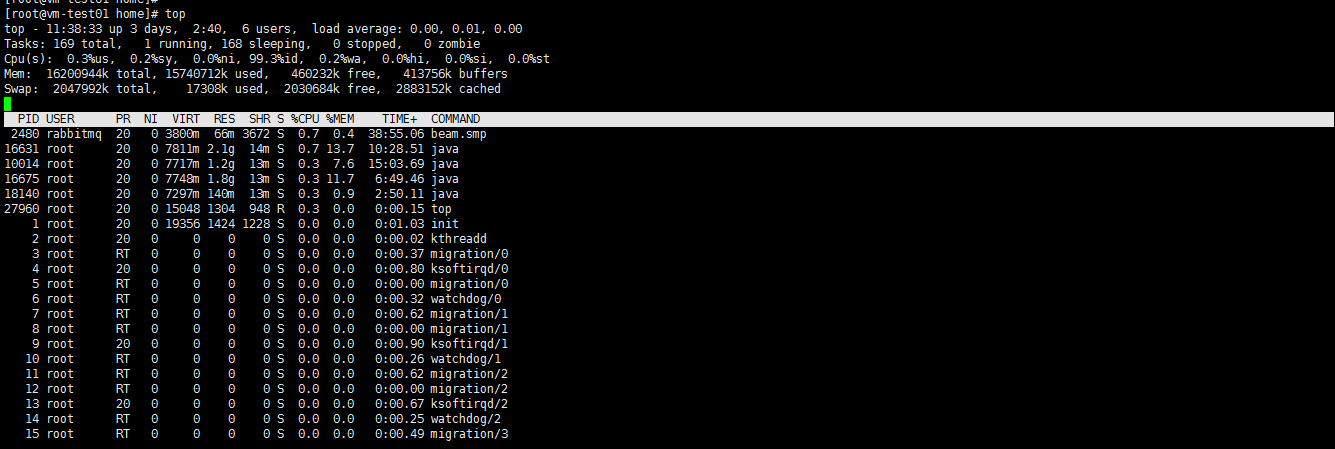 [root@vm-test01 home]#
[root@vm-test01 home]# top
top - 11:38:33 up 3 days,  2:40,  6 users,  load average: 0.00, 0.01, 0.00
Tasks: 169 total,   1 running, 168 sleeping,   0 stopped,   0 zombie
Cpu(s):  0.3%us,  0.2%sy,  0.0%ni, 99.3%id,  0.2%wa,  0.0%hi,  0.0%si,  0.0%st
Mem:  16200944k total, 15740712k used,   460232k free,   413756k buffers
Swap:  2047992k total,    17308k used,  2030684k free,  2883152k cached
  PID USER      PR  NI  VIRT  RES  SHR S %CPU %MEM    TIME+  COMMAND
 2480 rabbitmq  20   0 3800m  66m 3672 S  0.7  0.4  38:55.06 beam.smp
16631 root      20   0 7811m 2.1g  14m S  0.7 13.7  10:28.51 java
10014 root      20   0 7717m 1.2g  13m S  0.3  7.6  15:03.69 java
16675 root      20   0 7748m 1.8g  13m S  0.3 11.7   6:49.46 java
18140 root      20   0 7297m 140m  13m S  0.3  0.9   2:50.11 java
27960 root      20   0 15048 1304  948 R  0.3  0.0   0:00.15 top
    1 root      20   0 19356 1424 1228 S  0.0  0.0   0:01.03 init
    2 root      20   0     0    0    0 S  0.0  0.0   0:00.02 kthreadd
    3 root      RT   0     0    0    0 S  0.0  0.0   0:00.37 migration/0
    4 root      20   0     0    0    0 S  0.0  0.0   0:00.80 ksoftirqd/0
    5 root      RT   0     0    0    0 S  0.0  0.0   0:00.00 migration/0
    6 root      RT   0     0    0    0 S  0.0  0.0   0:00.32 watchdog/0
    7 root      RT   0     0    0    0 S  0.0  0.0   0:00.62 migration/1
    8 root      RT   0     0    0    0 S  0.0  0.0   0:00.00 migration/1
    9 root      20   0     0    0    0 S  0.0  0.0   0:00.90 ksoftirqd/1
   10 root      RT   0     0    0    0 S  0.0  0.0   0:00.26 watchdog/1
   11 root      RT   0     0    0    0 S  0.0  0.0   0:00.62 migration/2
   12 root      RT   0     0    0    0 S  0.0  0.0   0:00.00 migration/2
   13 root      20   0     0    0    0 S  0.0  0.0   0:00.67 ksoftirqd/2
   14 root      RT   0     0    0    0 S  0.0  0.0   0:00.25 watchdog/2
   15 root      RT   0     0    0    0 S  0.0  0.0   0:00.49 migration/3